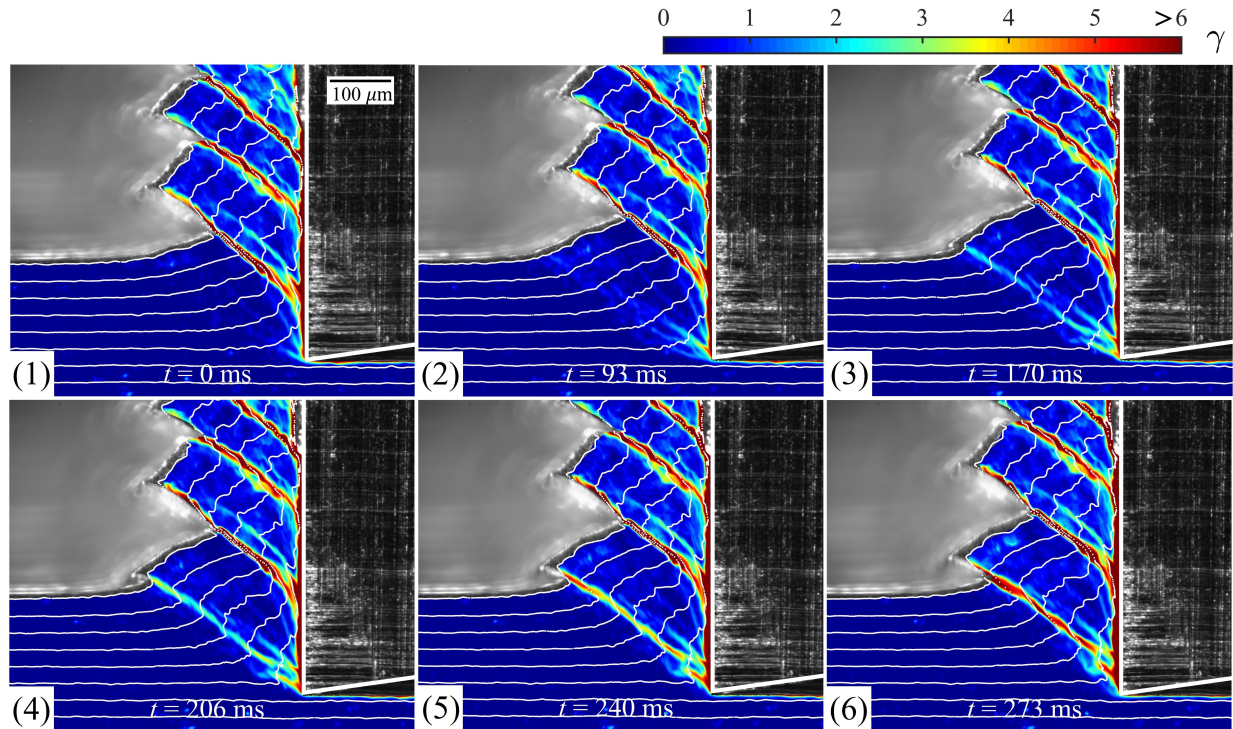 0 1 2 3 4 5 >6
γ
100 μm
(1) t = 0 ms
(2) t = 93 ms
(3) t = 170 ms
(4) t = 206 ms
(5) t = 240 ms
(6) t = 273 ms